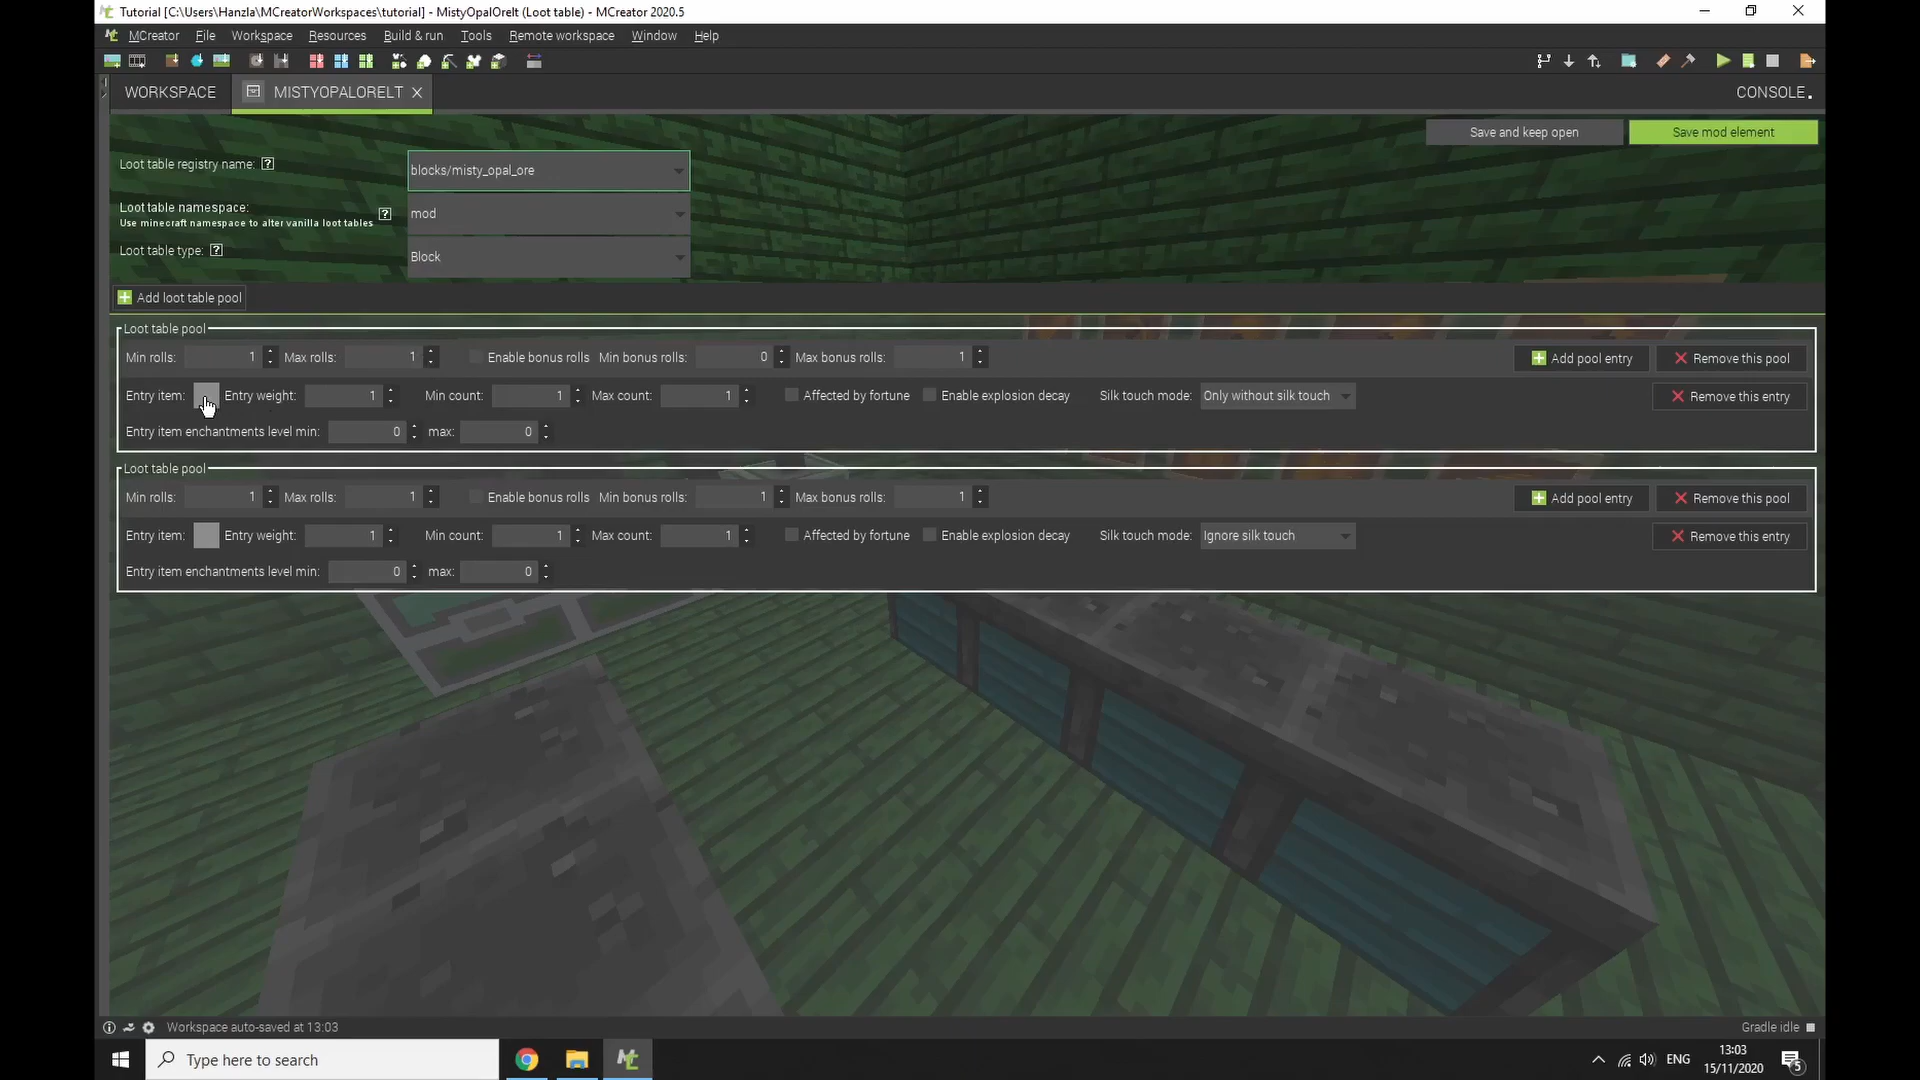 Tutorial [C:\Users\Hanzla\MCreatorWorkspaces\tutorial] - MistyOpalOrelt (Loot table) - MCreator 2020.5
MCreator File Workspace Resources Build & run Tools Remote workspace Window Help
WORKSPACE MISTYOPALORELT CONSOLE
Save and keep open Save mod element
Loot table registry name: ? blocks/misty_opal_ore
Loot table namespace: ? mod
Use minecraft namespace to alter vanilla loot tables
Loot table type: ? Block
Add loot table pool
Loot table pool
Min rolls: 1 Max rolls: 1 Enable bonus rolls Min bonus rolls: 0 Max bonus rolls: 1 Add pool entry Remove this pool
Entry item: Entry weight: 1 Min count: 1 Max count: 1 Affected by fortune Enable explosion decay Silk touch mode: Only without silk touch Remove this entry
Entry item enchantments level min: 0 max: 0
Loot table pool
Min rolls: 1 Max rolls: 1 Enable bonus rolls Min bonus rolls: 1 Max bonus rolls: 1 Add pool entry Remove this pool
Entry item: Entry weight: 1 Min count: 1 Max count: 1 Affected by fortune Enable explosion decay Silk touch mode: Ignore silk touch Remove this entry
Entry item enchantments level min: 0 max: 0
Workspace auto-saved at 13:03 Gradle idle
Type here to search ENG 13:03 5
15/11/2020